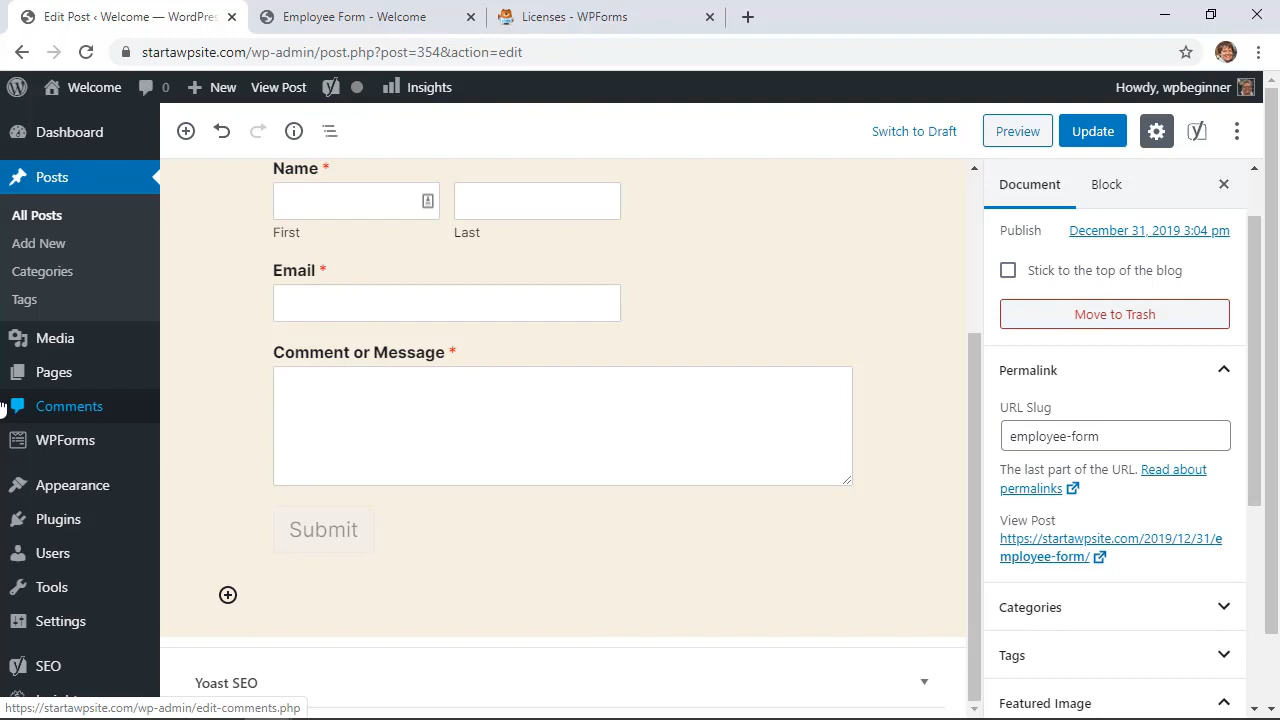 Edit Post ‹ Welcome — WordPres
Employee Form - Welcome
Licenses - WPForms
startawpsite.com/wp-admin/post.php?post=354&action=edit
Welcome
0
New
View Post
Insights
Howdy, wpbeginner
Dashboard
Posts
All Posts
Add New
Categories
Tags
Media
Pages
Comments
WPForms
Appearance
Plugins
Users
Tools
Settings
SEO
Switch to Draft
Preview
Update
Name *
First
Last
Email *
Comment or Message *
Submit
Yoast SEO
Document
Block
Publish
December 31, 2019 3:04 pm
Stick to the top of the blog
Move to Trash
Permalink
URL Slug
employee-form
The last part of the URL. Read about
permalinks
View Post
https://startawpsite.com/2019/12/31/e
mployee-form/
Categories
Tags
Featured Image
https://startawpsite.com/wp-admin/edit-comments.php